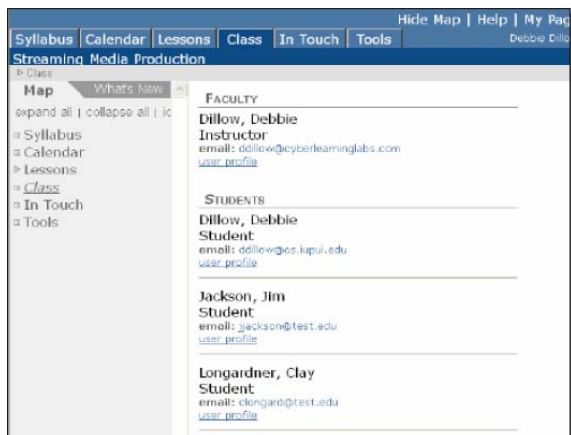 Hide Map | Help | My Pag
Syllabus Calendar Lessons Class In Touch Tools
Debbie Dillo
Streaming Media Production
Class
Map What's New
expand all | collapse all | ic
Syllabus
Calendar
Lessons
Class
In Touch
Tools
FACULTY
Dillow, Debbie
Instructor
email: ddillow@cyberlearninglabs.com
user profile
STUDENTS
Dillow, Debbie
Student
email: ddillow@cs.iupui.edu
user profile
Jackson, Jim
Student
email: jjackson@test.edu
user profile
Longardner, Clay
Student
email: clongard@test.edu
user profile